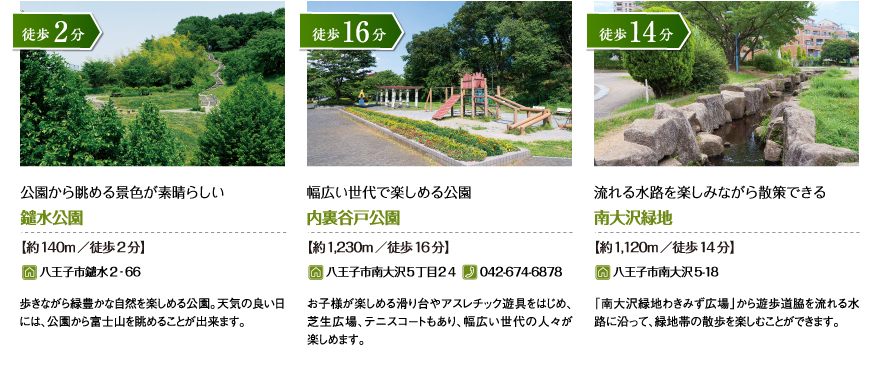 徒歩2分
公園から眺める景色が素晴らしい
鑓水公園
【約140m／徒歩2分】
八王子市鑓水2-66
歩きながら緑豊かな自然を楽しめる公園。天気の良い日
には、公園から富士山を眺めることが出来ます。
徒歩16分
幅広い世代で楽しめる公園
内裏谷戸公園
【約1,230m／徒歩16分】
八王子市南大沢5丁目24 042-674-6878
お子様が楽しめる滑り台やアスレチック遊具をはじめ、
芝生広場、テニスコートもあり、幅広い世代の人々が
楽しめます。
徒歩14分
流れる水路を楽しみながら散策できる
南大沢緑地
【約1,120m／徒歩14分】
八王子市南大沢5-18
「南大沢緑地わきみず広場」から遊歩道脇を流れる水
路に沿って、緑地帯の散歩を楽しむことができます。